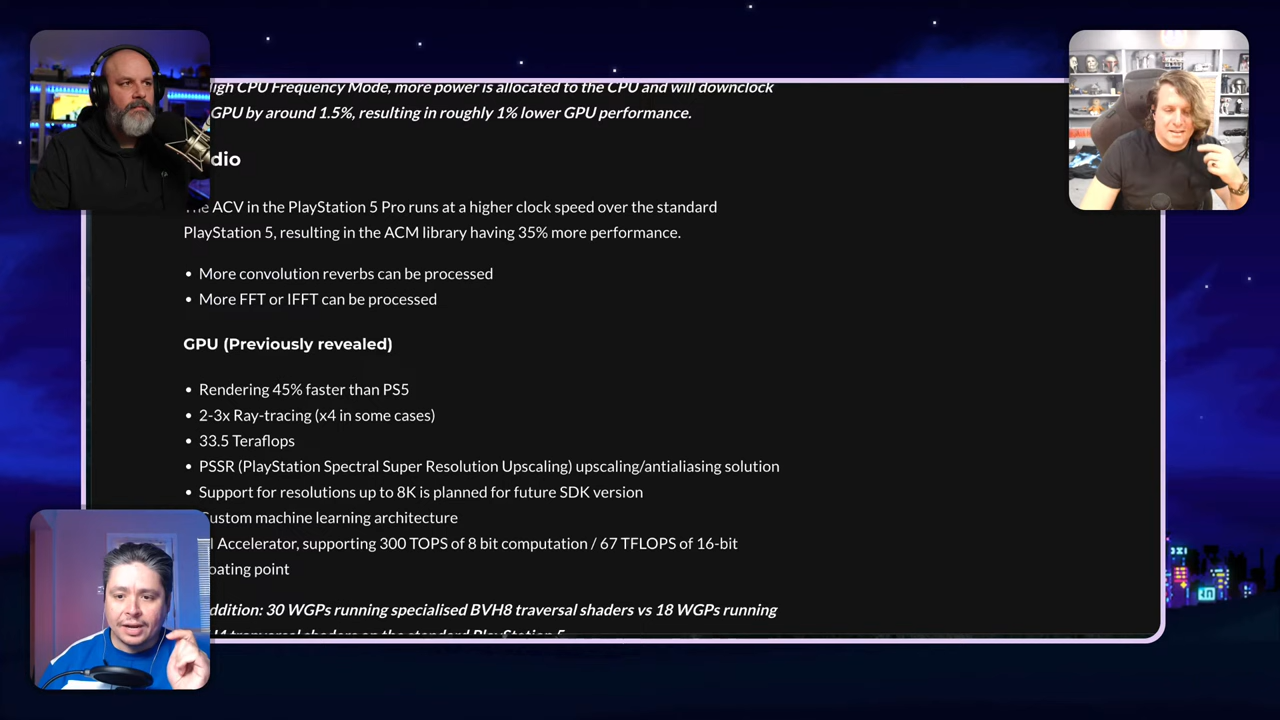 igh CPU Frequency Mode, more power is allocated to the CPU and will downclock
GPU by around 1.5%, resulting in roughly 1% lower GPU performance.
dio
The ACV in the PlayStation 5 Pro runs at a higher clock speed over the standard
PlayStation 5, resulting in the ACM library having 35% more performance.
• More convolution reverbs can be processed
• More FFT or IFFT can be processed
GPU (Previously revealed)
• Rendering 45% faster than PS5
• 2-3x Ray-tracing (x4 in some cases)
• 33.5 Teraflops
• PSSR (PlayStation Spectral Super Resolution Upscaling) upscaling/antialiasing solution
• Support for resolutions up to 8K is planned for future SDK version
Custom machine learning architecture
I Accelerator, supporting 300 TOPS of 8 bit computation / 67 TFLOPS of 16-bit
oating point
ddition: 30 WGPs running specialised BVH8 traversal shaders vs 18 WGPs running
traversal shaders on the standard PlayStation 5